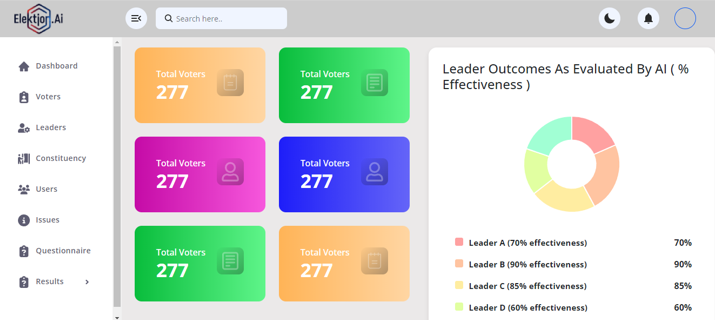 Elektior.Ai
Search here..
Dashboard
Voters
Leaders
Constituency
Users
Issues
Questionnaire
Results
Total Voters
277
Total Voters
277
Total Voters
277
Total Voters
277
Total Voters
277
Total Voters
277
Leader Outcomes As Evaluated By AI ( %
Effectiveness )
Leader A (70% effectiveness) 70%
Leader B (90% effectiveness) 90%
Leader C (85% effectiveness) 85%
Leader D (60% effectiveness) 60%